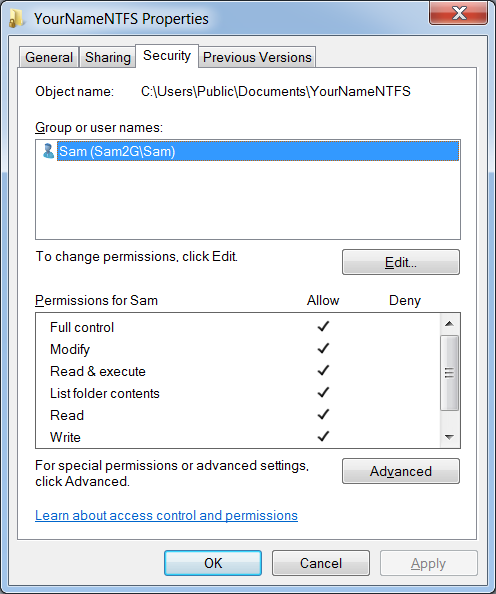 YourNameNTFS Properties
General Sharing Security Previous Versions
Object name: C:\Users\Public\Documents\YourNameNTFS
Group or user names:
Sam (Sam2G\Sam)
To change permissions, click Edit.
Edit...
Permissions for Sam Allow Deny
Full control
Modify
Read & execute
List folder contents
Read
Write
For special permissions or advanced settings,
click Advanced.
Advanced
Learn about access control and permissions
OK Cancel Apply